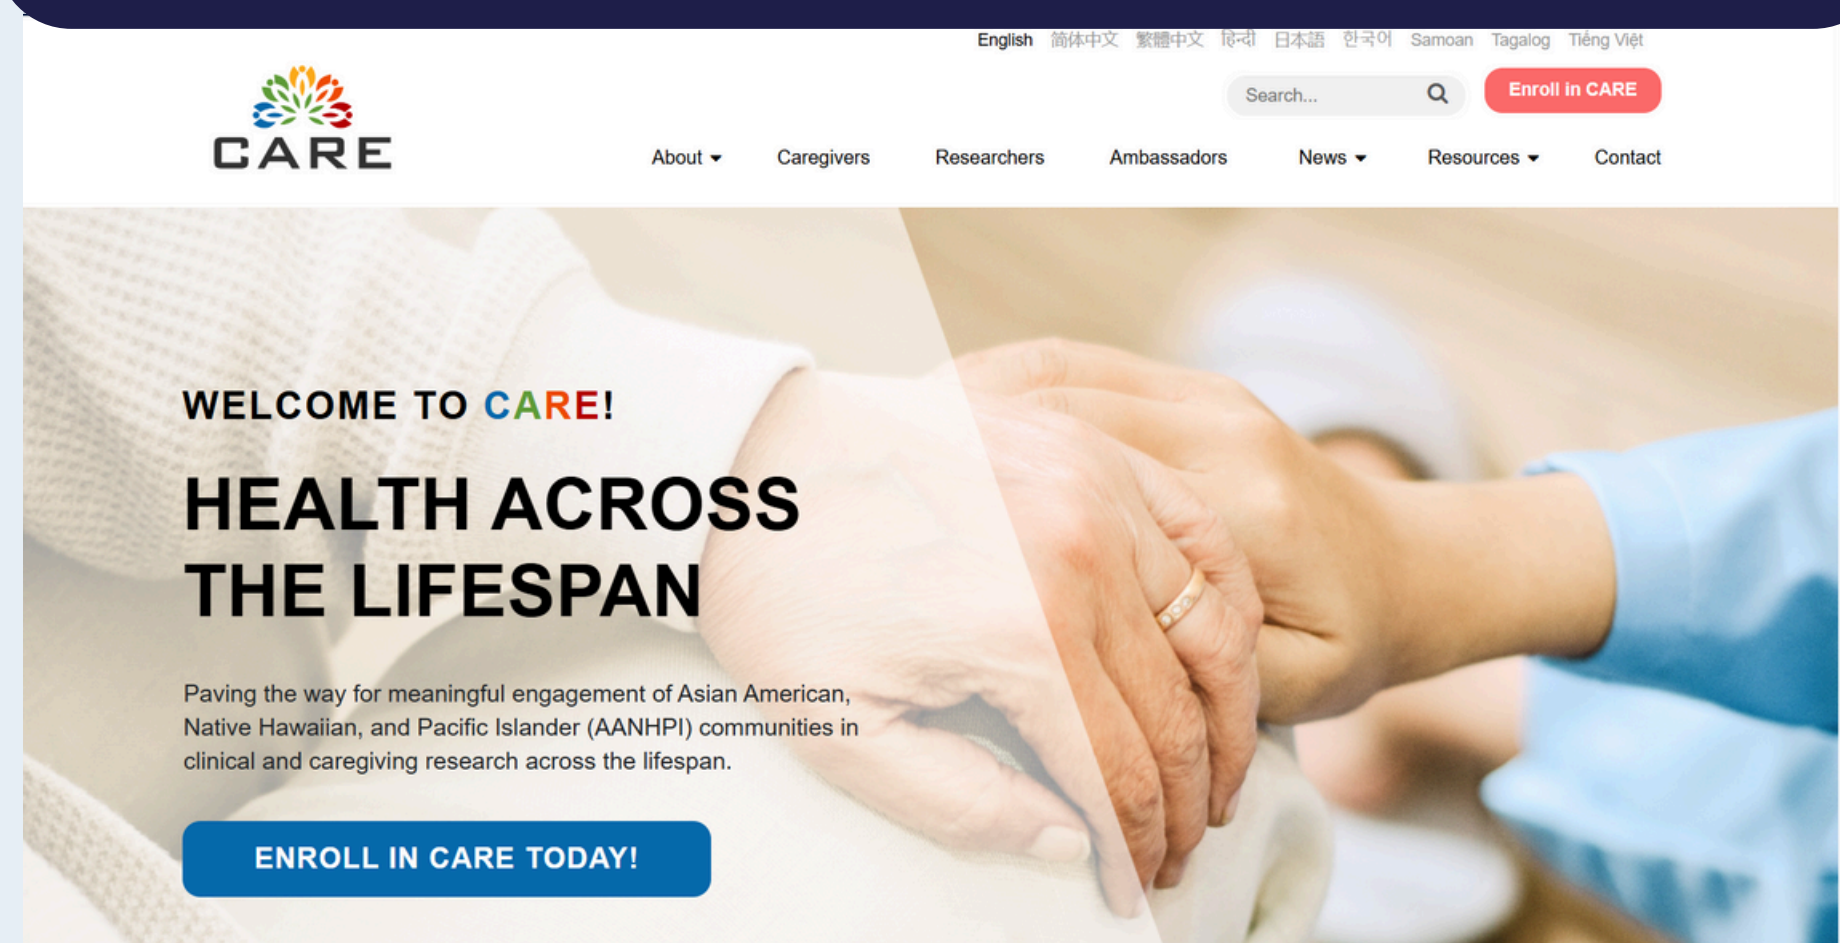 English 简体中文 繁體中文 हिन्दी 日本語 한국어 Samoan Tagalog Tiếng Việt
CARE
Search...
Enroll in CARE
About Caregivers Researchers Ambassadors News Resources Contact
WELCOME TO CARE!
HEALTH ACROSS
THE LIFESPAN
Paving the way for meaningful engagement of Asian American,
Native Hawaiian, and Pacific Islander (AANHPI) communities in
clinical and caregiving research across the lifespan.
ENROLL IN CARE TODAY!